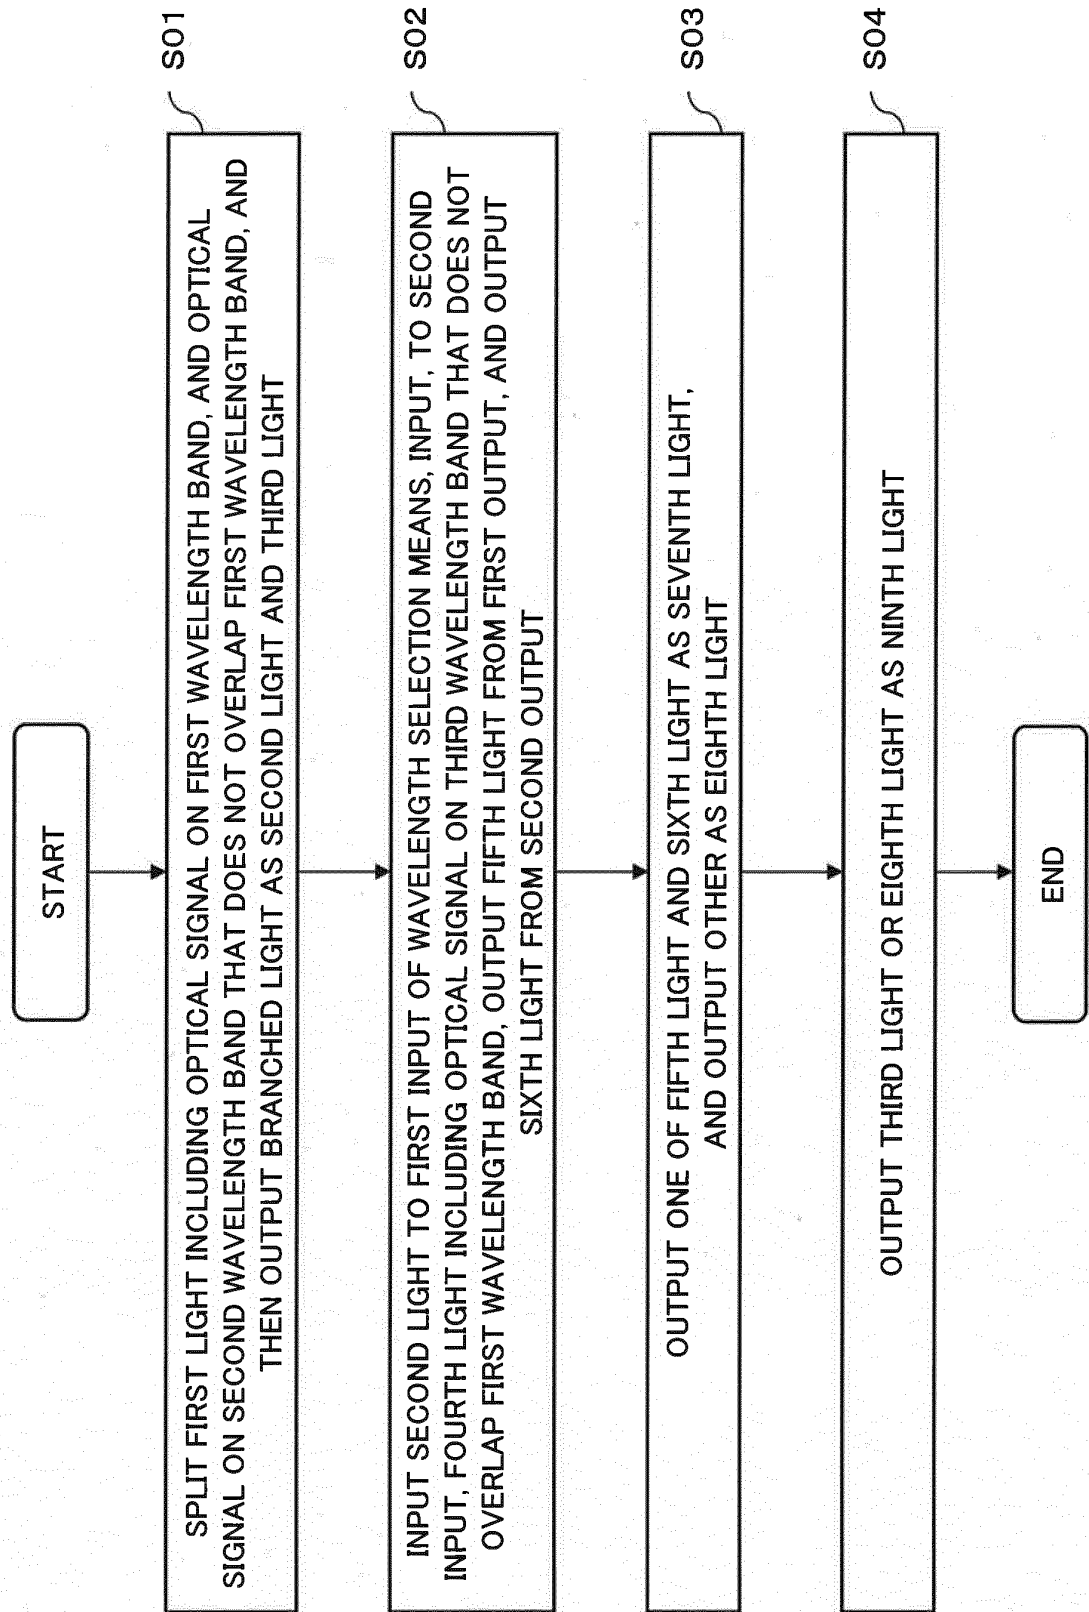 START
S01
SPLIT FIRST LIGHT INCLUDING OPTICAL SIGNAL ON FIRST WAVELENGTH BAND, AND OPTICAL
SIGNAL ON SECOND WAVELENGTH BAND THAT DOES NOT OVERLAP FIRST WAVELENGTH BAND, AND
THEN OUTPUT BRANCHED LIGHT AS SECOND LIGHT AND THIRD LIGHT
S02
INPUT SECOND LIGHT TO FIRST INPUT OF WAVELENGTH SELECTION MEANS, INPUT, TO SECOND
INPUT, FOURTH LIGHT INCLUDING OPTICAL SIGNAL ON THIRD WAVELENGTH BAND THAT DOES NOT
OVERLAP FIRST WAVELENGTH BAND, OUTPUT FIFTH LIGHT FROM FIRST OUTPUT, AND OUTPUT
SIXTH LIGHT FROM SECOND OUTPUT
S03
OUTPUT ONE OF FIFTH LIGHT AND SIXTH LIGHT AS SEVENTH LIGHT,
AND OUTPUT OTHER AS EIGHTH LIGHT
S04
OUTPUT THIRD LIGHT OR EIGHTH LIGHT AS NINTH LIGHT
END